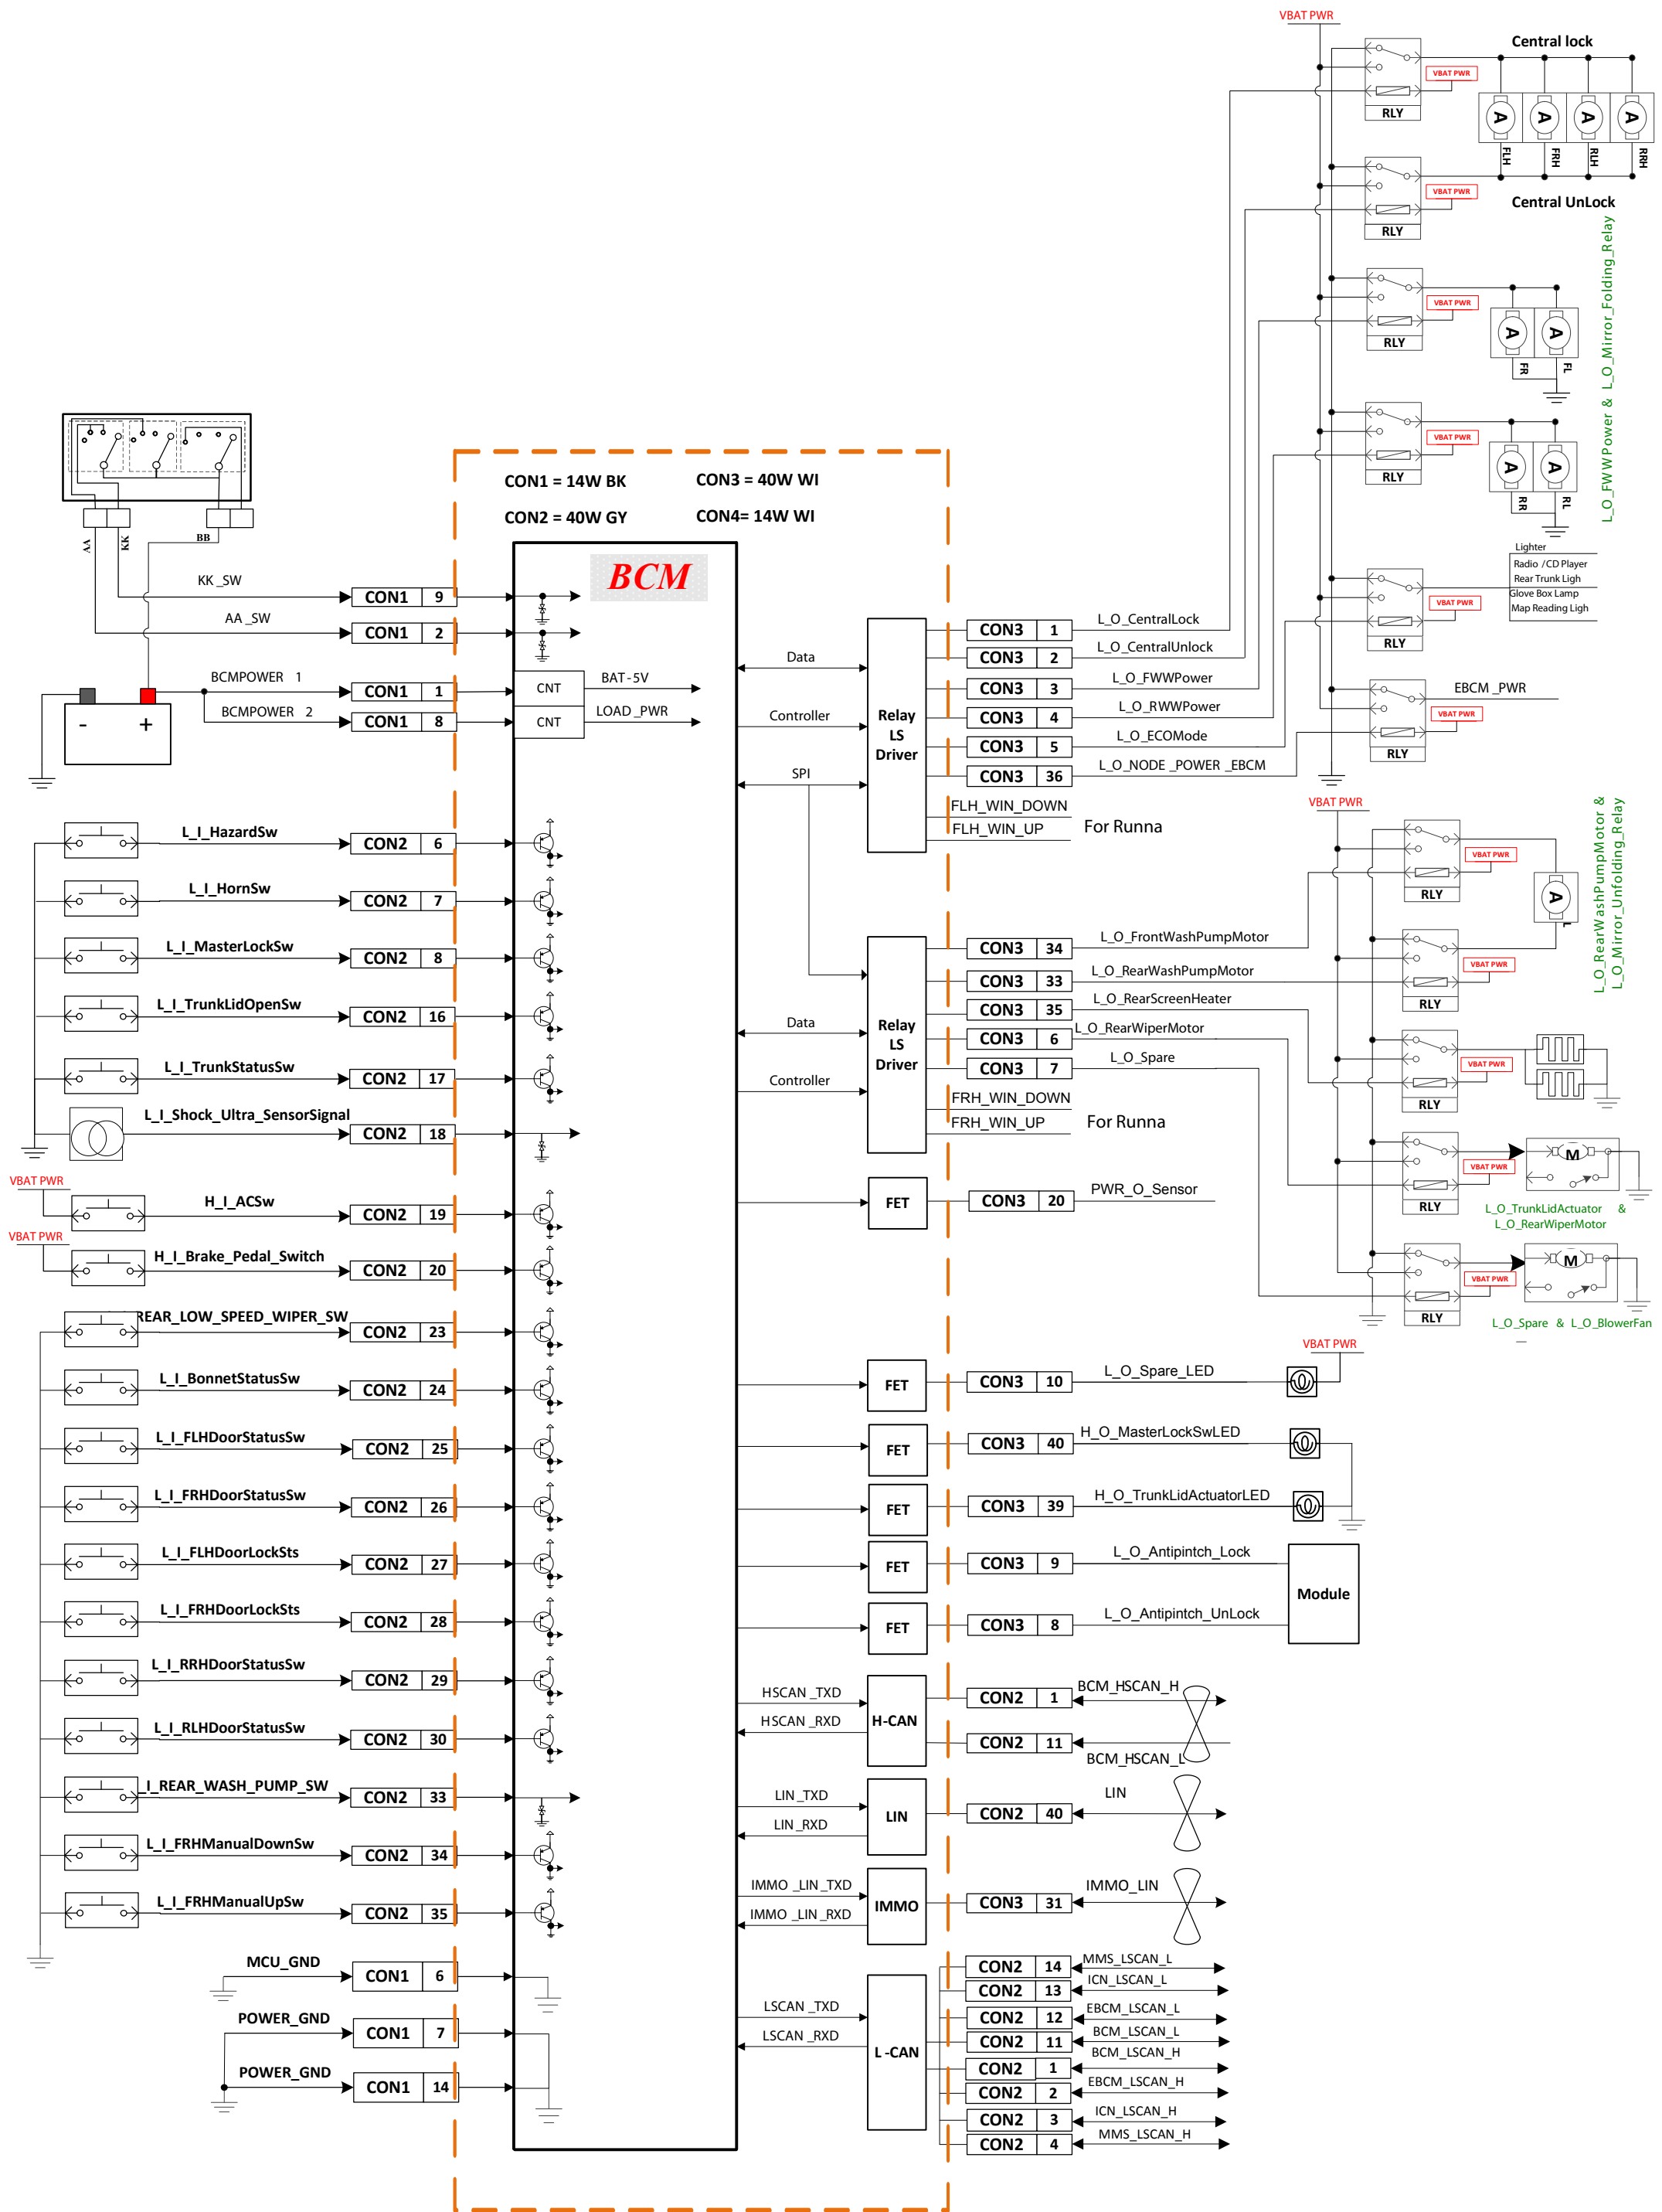 VBAT PWR
Central lock
VBAT PWR
RLY
A A A A
FLH FRH RLH RRH
VBAT PWR
RLY
Central UnLock
L_O_FWWPower & L_O_Mirror_Folding_Relay
VBAT PWR
RLY
A A
FR FL
VBAT PWR
RLY
A A
RR RL
Lighter
Radio /CD Player
Rear Trunk Ligh
Glove Box Lamp
Map Reading Ligh
VBAT PWR
RLY
EBCM _PWR
VBAT PWR
RLY
AA KK BB
CON1 = 14W BK
CON3 = 40W WI
CON2 = 40W GY
CON4= 14W WI
BCM
KK _SW
CON1 9
AA _SW
CON1 2
BCMPOWER 1
CON1 1
CNT
BAT-5V
BCMPOWER 2
CON1 8
CNT
LOAD _PWR
- +
Data
Controller
SPI
Relay
LS
Driver
CON3 1 L_O_CentralLock
CON3 2 L_O_CentralUnlock
CON3 3 L_O_FWWPower
CON3 4 L_O_RWWPower
CON3 5 L_O_ECOMode
CON3 36 L_O_NODE _POWER _EBCM
FLH_WIN_DOWN
FLH_WIN_UP
For Runna
L_I_HazardSw
CON2 6
L_I_HornSw
CON2 7
L_I_MasterLockSw
CON2 8
L_I_TrunkLidOpenSw
CON2 16
L_I_TrunkStatusSw
CON2 17
L_I_Shock_Ultra_SensorSignal
CON2 18
VBAT PWR
H_I_ACSw
CON2 19
VBAT PWR
H_I_Brake_Pedal_Switch
CON2 20
REAR_LOW_SPEED_WIPER_SW
CON2 23
L_I_BonnetStatusSw
CON2 24
L_I_FLHDoorStatusSw
CON2 25
L_I_FRHDoorStatusSw
CON2 26
L_I_FLHDoorLockSts
CON2 27
L_I_FRHDoorLockSts
CON2 28
L_I_RRHDoorStatusSw
CON2 29
L_I_RLHDoorStatusSw
CON2 30
I_REAR_WASH_PUMP_SW
CON2 33
L_I_FRHManualDownSw
CON2 34
L_I_FRHManualUpSw
CON2 35
MCU_GND
CON1 6
POWER_GND
CON1 7
POWER_GND
CON1 14
Data
Controller
Relay
LS
Driver
CON3 34 L_O_FrontWashPumpMotor
CON3 33 L_O_RearWashPumpMotor
CON3 35 L_O_RearScreenHeater
CON3 6 L_O_RearWiperMotor
CON3 7 L_O_Spare
FRH_WIN_DOWN
FRH_WIN_UP
For Runna
VBAT PWR
VBAT PWR
RLY
A
L
VBAT PWR
RLY
L_O_RearWashPumpMotor &
L_O_Mirror_Unfolding_Relay
VBAT PWR
RLY
VBAT PWR
RLY
M
L_O_TrunkLidActuator &
L_O_RearWiperMotor
VBAT PWR
RLY
M
L_O_Spare & L_O_BlowerFan
FET
CON3 20 PWR_O_Sensor
VBAT PWR
FET
CON3 10 L_O_Spare_LED
FET
CON3 40 H_O_MasterLockSwLED
FET
CON3 39 H_O_TrunkLidActuatorLED
FET
CON3 9 L_O_Antipintch_Lock
FET
CON3 8 L_O_Antipintch_UnLock
Module
HSCAN _TXD
HSCAN _RXD
H-CAN
CON2 1 BCM_HSCAN_H
CON2 11
BCM_HSCAN_L
LIN _TXD
LIN _RXD
LIN
CON2 40
LIN
IMMO _LIN_TXD
IMMO _LIN_RXD
IMMO
CON3 31
IMMO_LIN
LSCAN _TXD
LSCAN _RXD
L -CAN
CON2 14 MMS_LSCAN_L
CON2 13 ICN_LSCAN_L
CON2 12 EBCM_LSCAN_L
CON2 11 BCM_LSCAN_L
CON2 1 BCM_LSCAN_H
CON2 2 EBCM_LSCAN_H
CON2 3 ICN_LSCAN_H
CON2 4 MMS_LSCAN_H